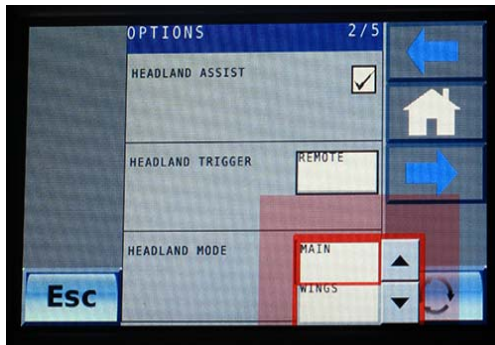 OPTIONS 2/5
HEADLAND ASSIST
HEADLAND TRIGGER REMOTE
HEADLAND MODE MAIN
WINGS
Esc